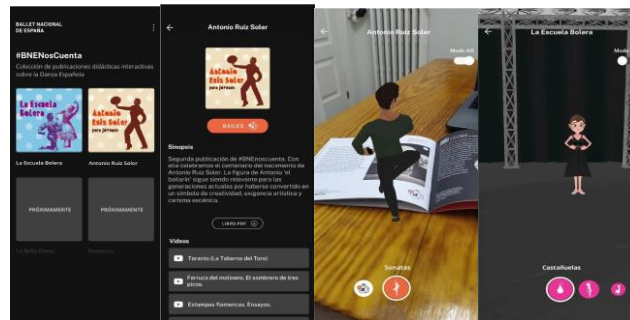 BALLET NACIONAL
DE ESPAÑA
#BNENosCuenta
Colección de publicaciones didácticas interactivas
sobre la Danza Española
La Escuela
Bolera
Antonio
Ruiz Soler
para jóvenes
La Escuela Bolera
Antonio Ruiz Soler
PRÓXIMAMENTE
PRÓXIMAMENTE
Antonio Ruiz Soler
Antonio
Ruiz Soler
para jóvenes
BAILES
Sinopsis
Segunda publicación de #BNEnoscuenta. Con
ella celebramos el centenario del nacimiento de
Antonio Ruiz Soler. La figura de Antonio 'el
bailarín' sigue siendo relevante para las
generaciones actuales por haberse convertido en
un símbolo de creatividad, exigencia artística y
carisma escénico.
LIBRO PDF
Videos
Taranto (La Taberna del Toro)
Farruca del molinero. El sombrero de tres
picos.
Estampas flamencas. Ensayos.
Antonio Ruiz Soler
Modo AR
Sonatas
La Escuela Bolera
Modo
Castañuelas